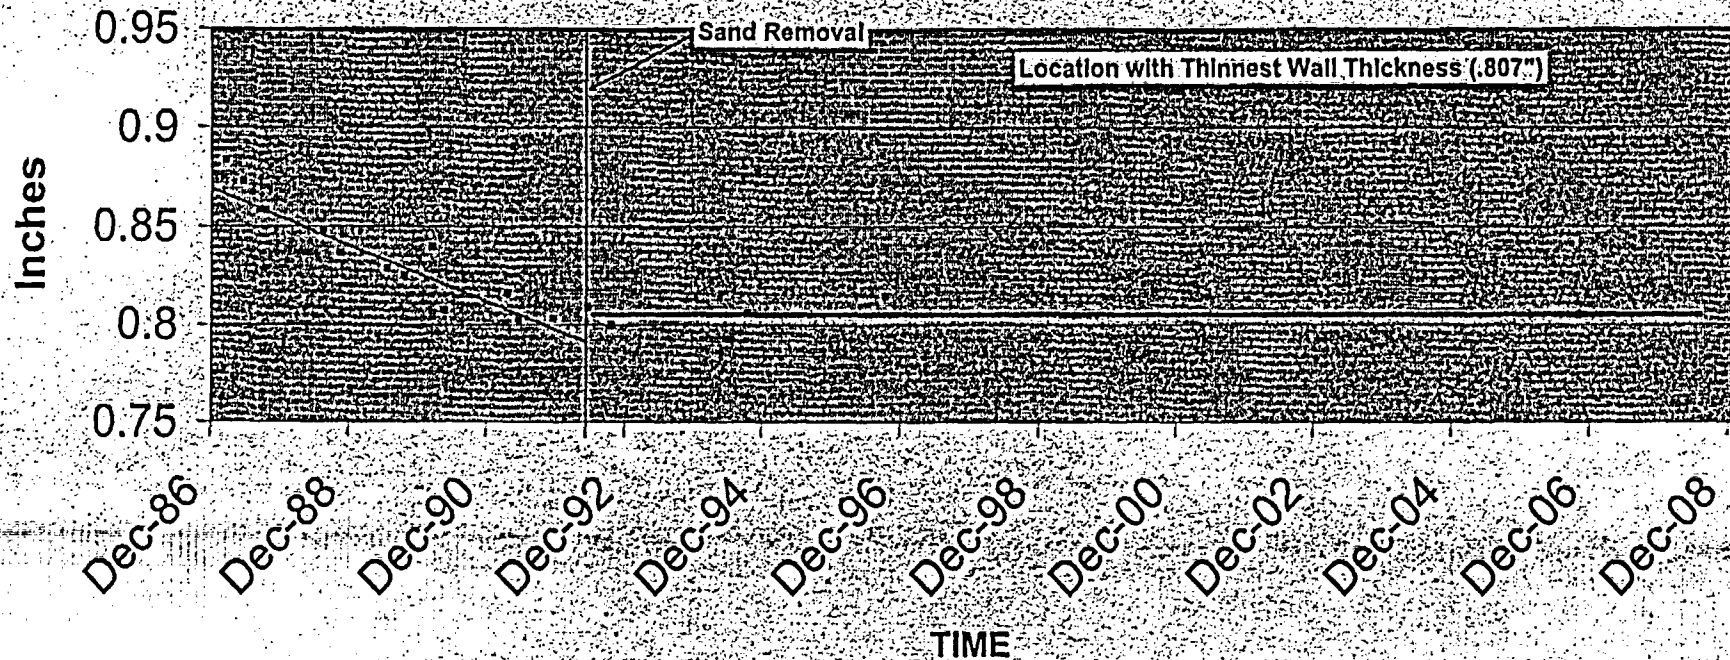 0.95
Sand Removal
Location with Thinnest Wall Thickness (.807")
0.9
Inches
0.85
0.8
0.75
Dec-86
Dec-88
Dec-90
Dec-92
Dec-94
Dec-96
Dec-98
Dec-00
Dec-02
Dec-04
Dec-06
Dec-08
TIME